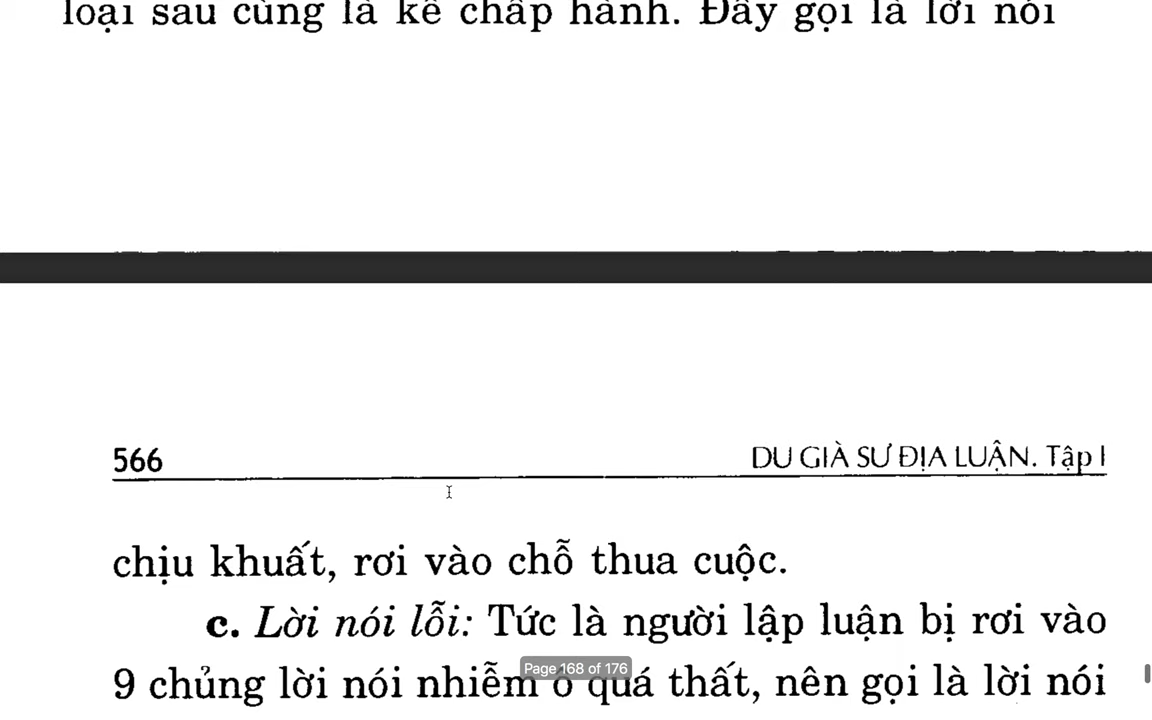 loại sau cùng là kẻ chấp hành. Đây gọi là lời nói
566
DU GIÀ SƯ ĐỊA LUẬN. Tập I
chịu khuất, rơi vào chỗ thua cuộc.
c. Lời nói lỗi: Tức là người lập luận bị rơi vào
9 chủng lời nói nhiễm ô quá thất, nên gọi là lời nói
Page 168 of 176